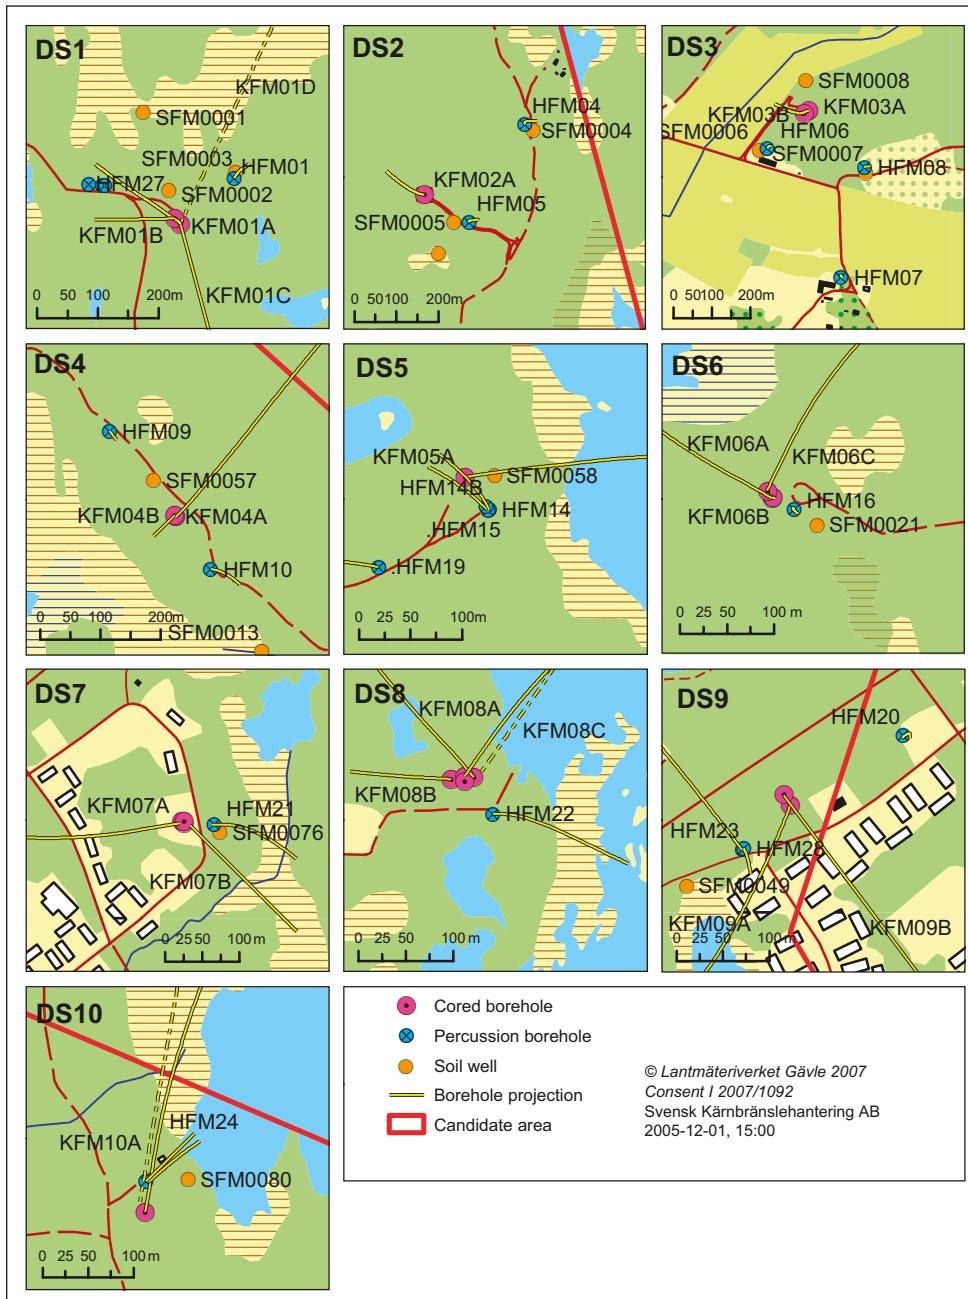 DS1
KFM01D
SFM0001
SFM0003
HFM01
HFM27
SFM0002
KFM01B
KFM01A
KFM01C
0 50 100 200m
DS2
HFM04
SFM0004
KFM02A
HFM05
SFM0005
0 50 100 200m
DS3
SFM0008
KFM03B
KFM03A
SFM0006
HFM06
SFM0007
HFM08
HFM07
0 50 100 200m
DS4
HFM09
SFM0057
KFM04B
KFM04A
HFM10
0 50 100 200m
SFM0013
DS5
KFM05A
SFM0058
HFM14B
HFM14
.HFM15
.HFM19
0 25 50 100 m
DS6
KFM06A
KFM06C
HFM16
KFM06B
SFM0021
0 25 50 100 m
DS7
KFM07A
HFM21
SFM0076
KFM07B
0 25 50 100 m
DS8
KFM08A
KFM08C
KFM08B
HFM22
0 25 50 100 m
DS9
HFM20
HFM23
HFM28
SFM0049
KFM09A
KFM09B
0 25 50 100 m
DS10
HFM24
KFM10A
SFM0080
0 25 50 100 m
Cored borehole
Percussion borehole
Soil well
Borehole projection
Candidate area
© Lantmäteriverket Gävle 2007
Consent I 2007/1092
Svensk Kärnbränslehantering AB
2005-12-01, 15:00